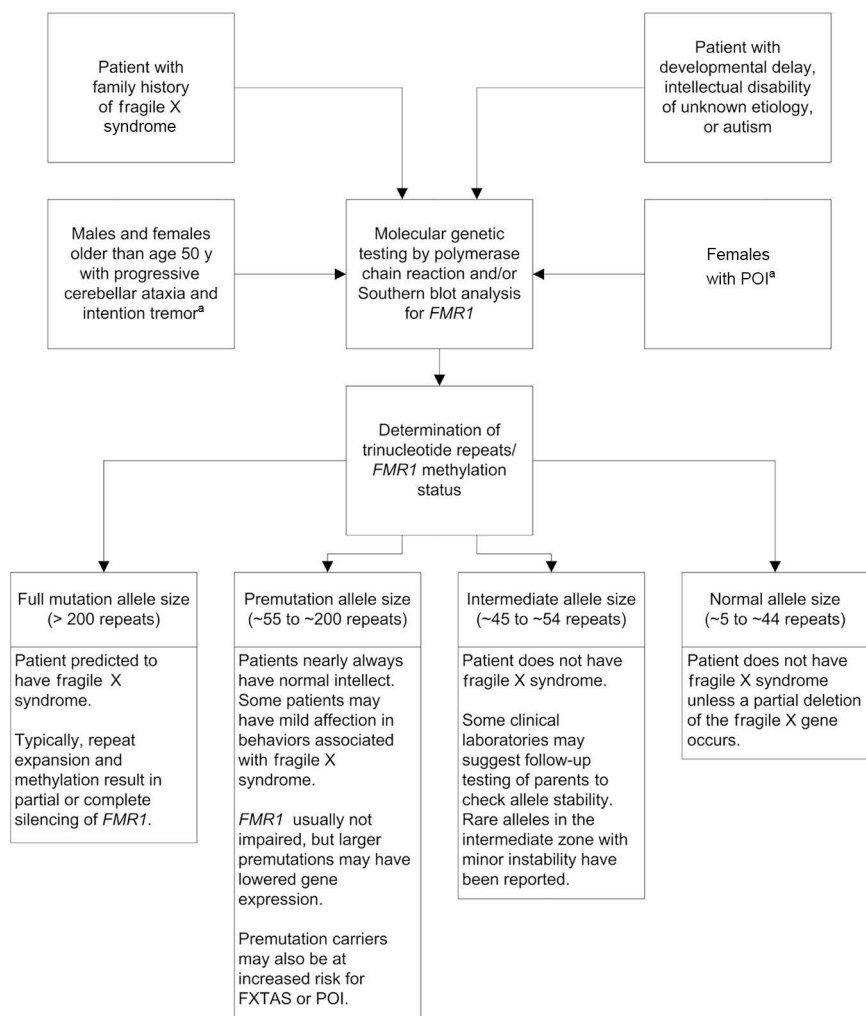 Patient with
family history
of fragile X
syndrome
Patient with
developmental delay,
intellectual disability
of unknown etiology,
or autism
Males and females
older than age 50 y
with progressive
cerebellar ataxia and
intention tremorª
Molecular genetic
testing by polymerase
chain reaction and/or
Southern blot analysis
for FMR1
Females
with POIª
Determination of
trinucleotide repeats/
FMR1 methylation
status
Full mutation allele size
(> 200 repeats)
Patient predicted to
have fragile X
syndrome.
Typically, repeat
expansion and
methylation result in
partial or complete
silencing of FMR1.
Premutation allele size
(~55 to ~200 repeats)
Patients nearly always
have normal intellect.
Some patients may
have mild affection in
behaviors associated
with fragile X
syndrome.
FMR1 usually not
impaired, but larger
premutations may have
lowered gene
expression.
Premutation carriers
may also be at
increased risk for
FXTAS or POI.
Intermediate allele size
(~45 to ~54 repeats)
Patient does not have
fragile X syndrome.
Some clinical
laboratories may
suggest follow-up
testing of parents to
check allele stability.
Rare alleles in the
intermediate zone with
minor instability have
been reported.
Normal allele size
(~5 to ~44 repeats)
Patient does not have
fragile X syndrome
unless a partial deletion
of the fragile X gene
occurs.